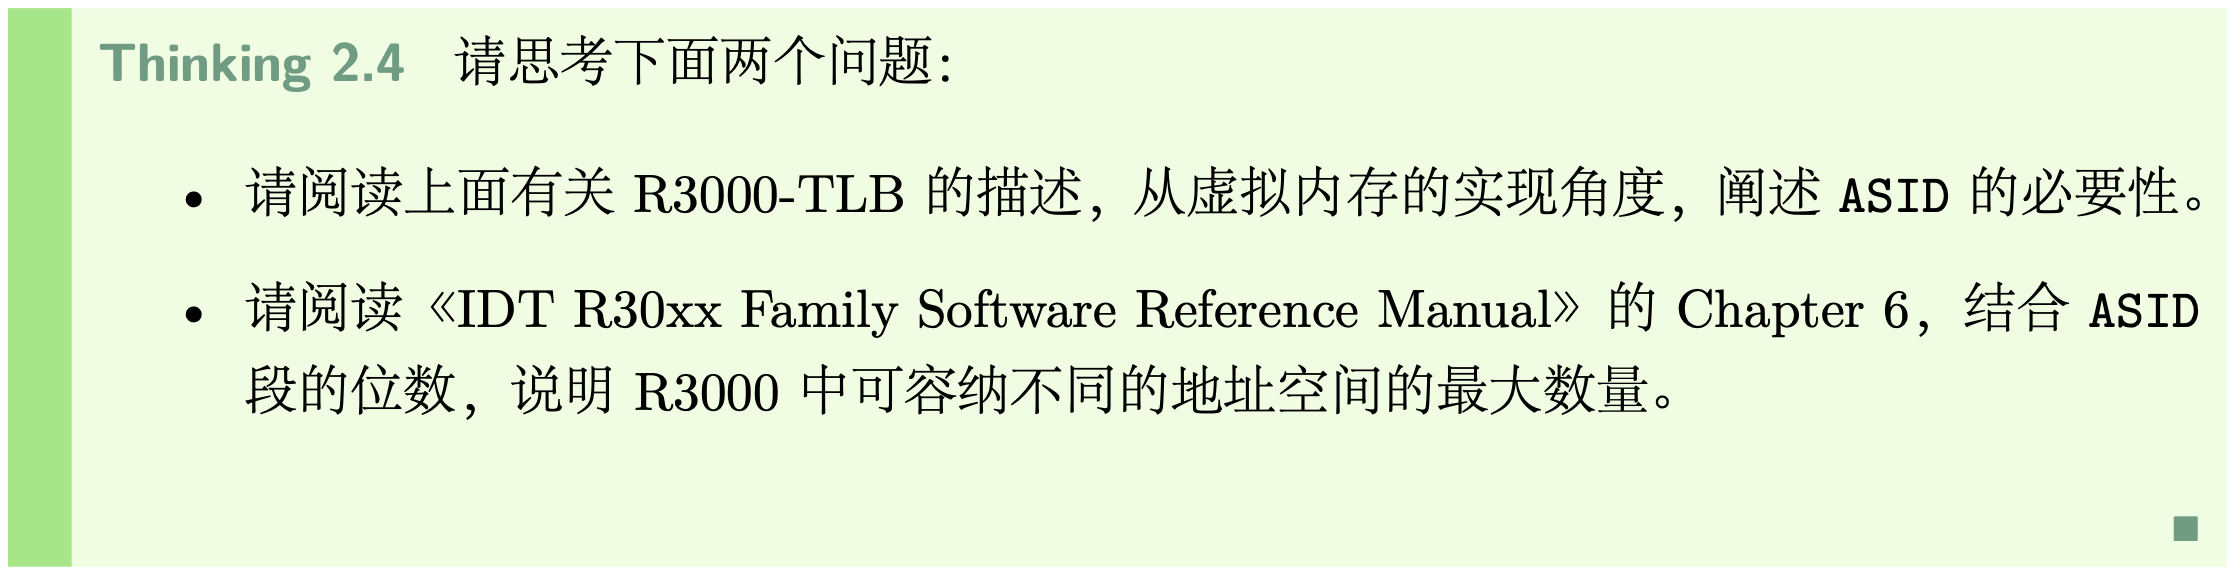 Thinking 2.4 请思考下面两个问题：
• 请阅读上面有关 R3000-TLB 的描述，从虚拟内存的实现角度，阐述 ASID 的必要性。
• 请阅读《IDT R30xx Family Software Reference Manual》的 Chapter 6，结合 ASID
段的位数，说明 R3000 中可容纳不同的地址空间的最大数量。